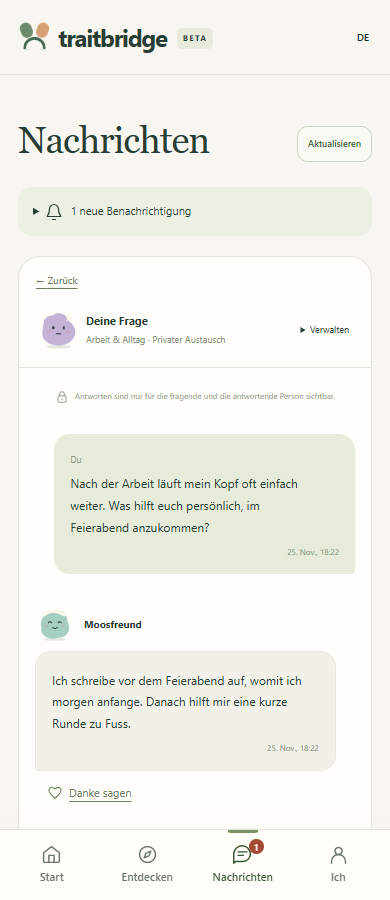 traitbridge BETA DE
Nachrichten
Aktualisieren
1 neue Benachrichtigung
← Zurück
Deine Frage
Arbeit & Alltag · Privater Austausch
Verwalten
Antworten sind nur für die fragende und die antwortende Person sichtbar.
Du
Nach der Arbeit läuft mein Kopf oft einfach
weiter. Was hilft euch persönlich, im
Feierabend anzukommen?
25. Nov., 18:22
Moosfreund
Ich schreibe vor dem Feierabend auf, womit ich
morgen anfange. Danach hilft mir eine kurze
Runde zu Fuss.
25. Nov., 18:22
Danke sagen
1
Start Entdecken Nachrichten Ich